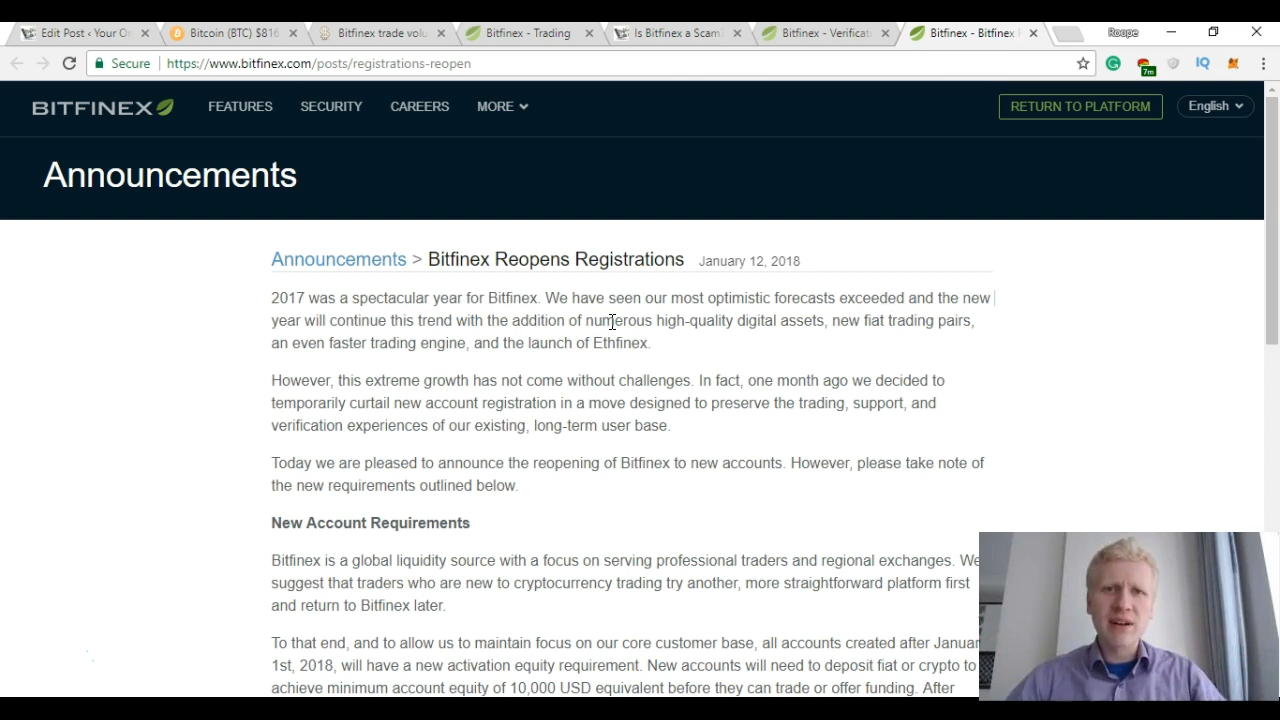 Edit Post ‹ Your O
Bitcoin (BTC) $816
Bitfinex trade volu
Bitfinex - Trading
Is Bitfinex a Scam
Bitfinex - Verificat
Bitfinex - Bitfinex
Roope
Secure
https://www.bitfinex.com/posts/registrations-reopen
7m
IQ
BITFINEX
FEATURES
SECURITY
CAREERS
MORE
RETURN TO PLATFORM
English
Announcements
Announcements > Bitfinex Reopens Registrations January 12, 2018
2017 was a spectacular year for Bitfinex. We have seen our most optimistic forecasts exceeded and the new
year will continue this trend with the addition of numerous high-quality digital assets, new fiat trading pairs,
an even faster trading engine, and the launch of Ethfinex.
However, this extreme growth has not come without challenges. In fact, one month ago we decided to
temporarily curtail new account registration in a move designed to preserve the trading, support, and
verification experiences of our existing, long-term user base.
Today we are pleased to announce the reopening of Bitfinex to new accounts. However, please take note of
the new requirements outlined below.
New Account Requirements
Bitfinex is a global liquidity source with a focus on serving professional traders and regional exchanges. We
suggest that traders who are new to cryptocurrency trading try another, more straightforward platform first
and return to Bitfinex later.
To that end, and to allow us to maintain focus on our core customer base, all accounts created after Januar
1st, 2018, will have a new activation equity requirement. New accounts will need to deposit fiat or crypto to
achieve minimum account equity of 10,000 USD equivalent before they can trade or offer funding. After